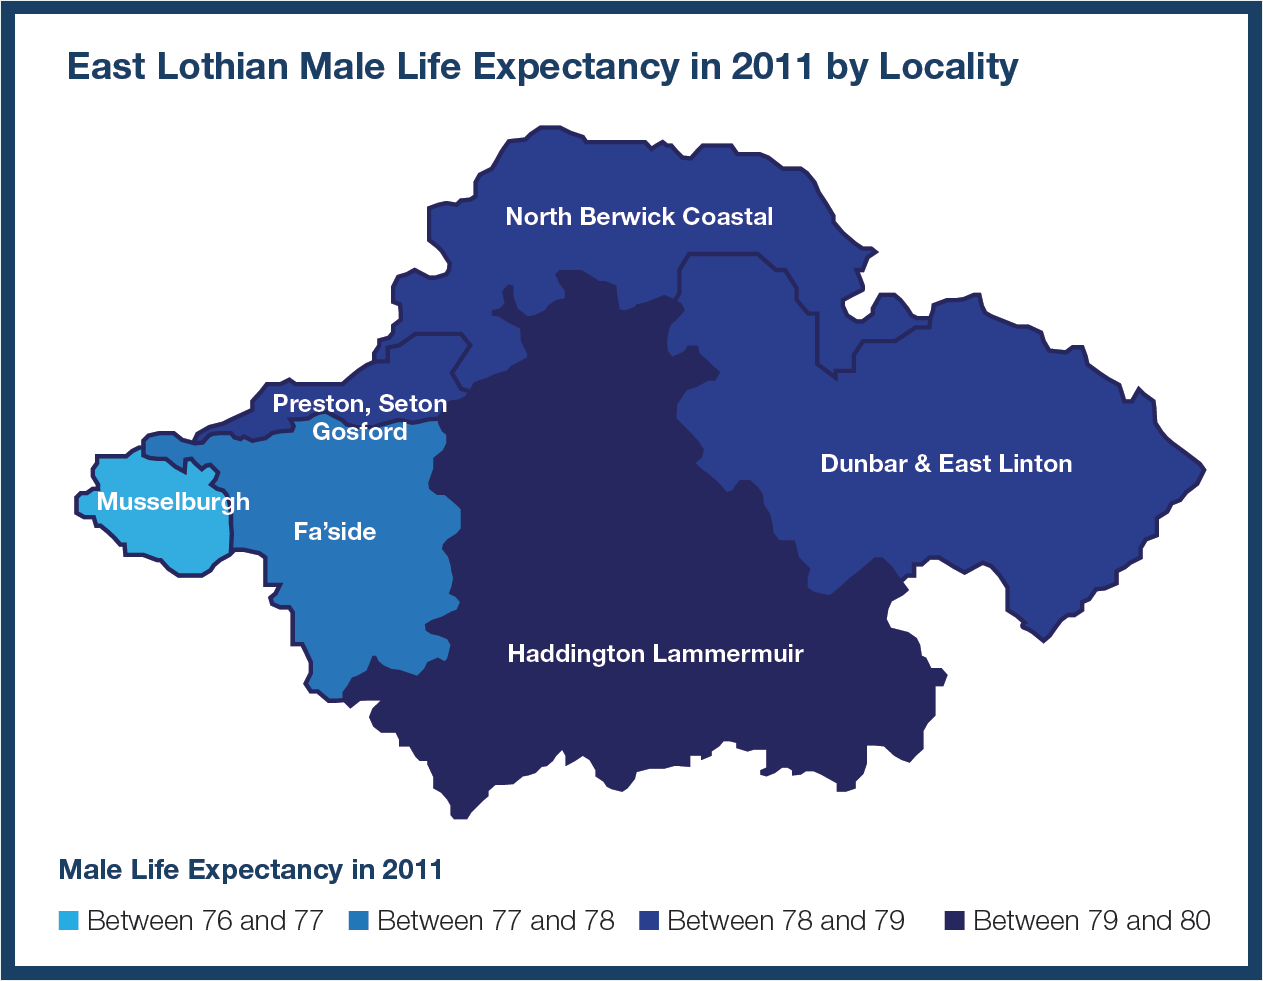 East Lothian Male Life Expectancy in 2011 by Locality
North Berwick Coastal
Preston, Seton
Gosford
Dunbar & East Linton
Musselburgh
Fa’side
Haddington Lammermuir
Male Life Expectancy in 2011
Between 76 and 77 Between 77 and 78 Between 78 and 79 Between 79 and 80